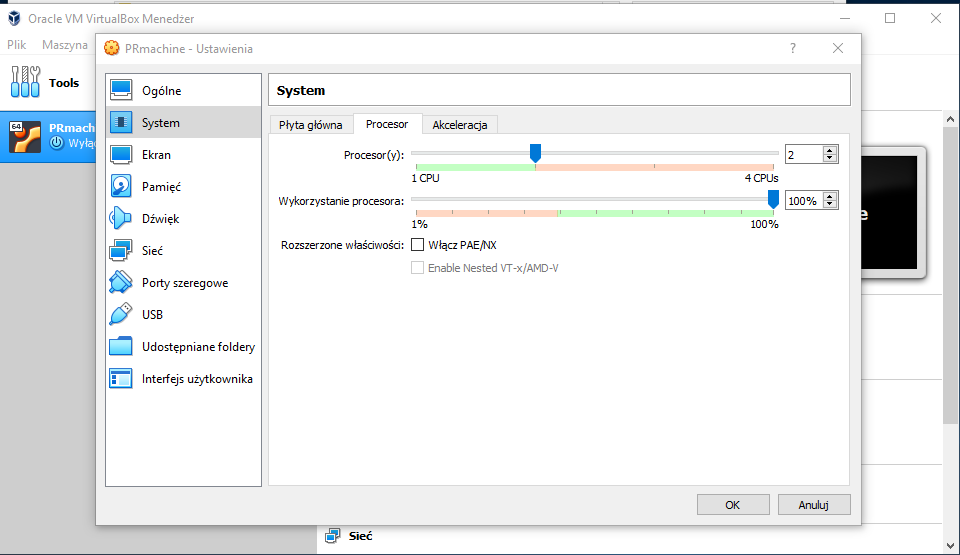 Oracle VM VirtualBox Menedżer
Plik Maszyna
PRmachine - Ustawienia
?
Tools
64
PRmach
Wyłąc
Ogólne
System
Ekran
Pamięć
Dźwięk
Sieć
Porty szeregowe
USB
Udostępniane foldery
Interfejs użytkownika
System
Płyta główna Procesor Akceleracja
Procesor(y): 2
1 CPU 4 CPUs
Wykorzystanie procesora: 100%
1% 100%
Rozszerzone właściwości: Włącz PAE/NX
Enable Nested VT-x/AMD-V
e
OK Anuluj
Sieć